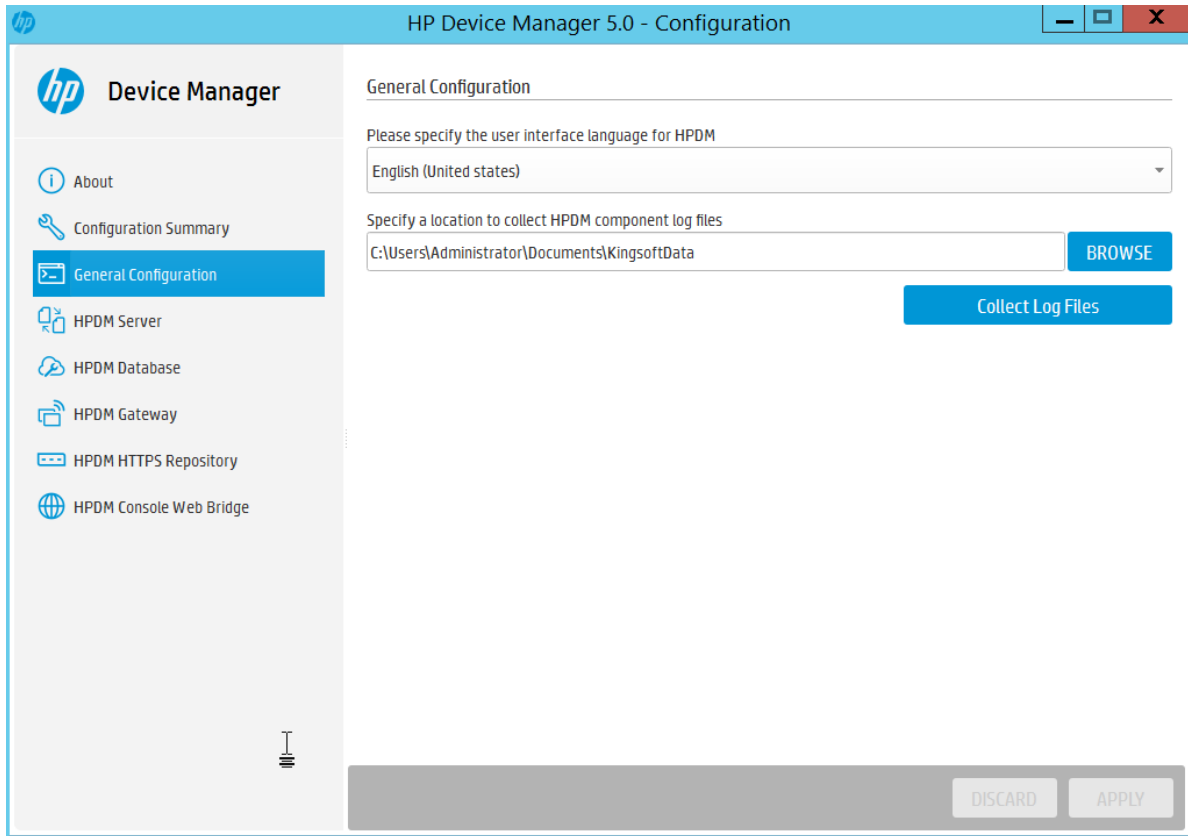 hp
HP Device Manager 5.0 - Configuration
X
hp
Device Manager
About
Configuration Summary
General Configuration
HPDM Server
HPDM Database
HPDM Gateway
HPDM HTTPS Repository
HPDM Console Web Bridge
General Configuration
Please specify the user interface language for HPDM
English (United states)
Specify a location to collect HPDM component log files
C:\Users\Administrator\Documents\KingsoftData
BROWSE
Collect Log Files
DISCARD
APPLY